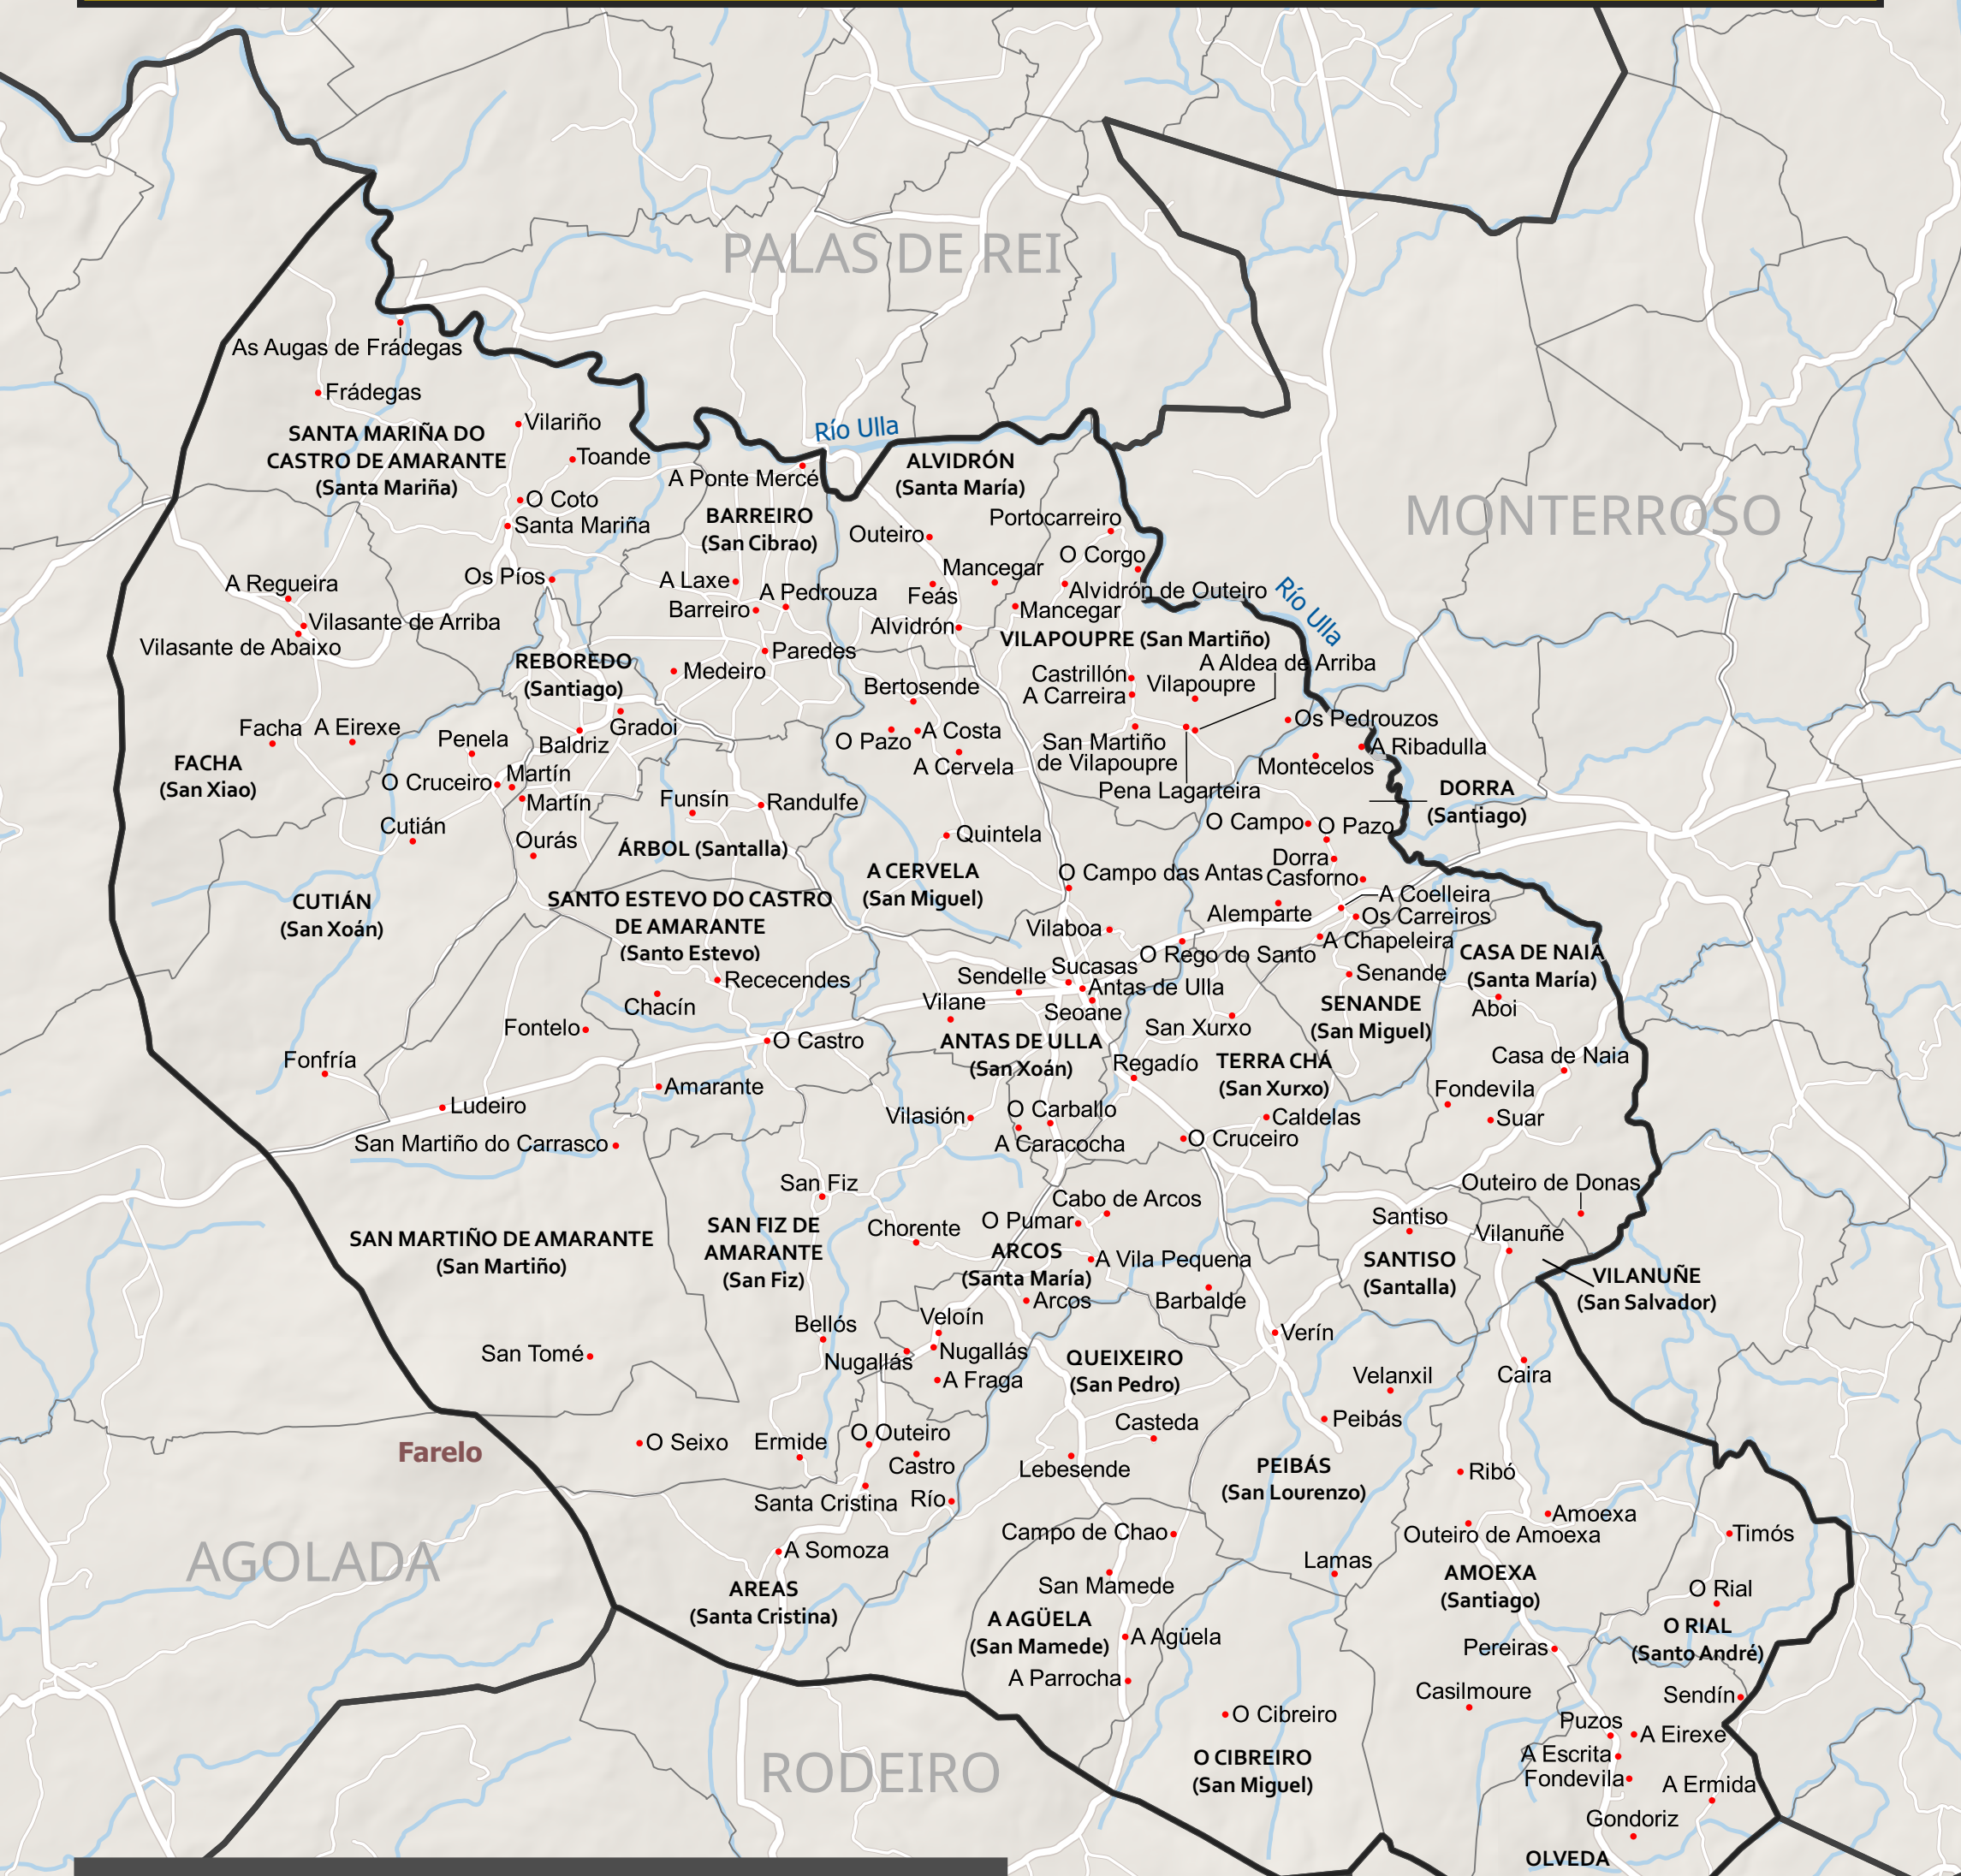 PALAS DE REI
As Augas de Frádegas
Frádegas
Vilariño
Río Ulla
SANTA MARIÑA DO
CASTRO DE AMARANTE
(Santa Mariña)
Toande
A Ponte Mercé
ALVIDRÓN
(Santa María)
O Coto
Santa Mariña
BARREIRO
(San Cibrao)
Portocarreiro
MONTERROSO
Outeiro
O Corgo
Os Píos
A Laxe
Mancegar
A Regueira
A Pedrouza
Feás
Alvidrón de Outeiro
Río Ulla
Barreiro
Mancegar
Vilasante de Arriba
Alvidrón
Vilasante de Abaixo
VILAPOUPRE (San Martiño)
Paredes
REBOREDO
(Santiago)
Medeiro
A Aldea de Arriba
Castrillón
A Carreira
Vilapoupre
Bertosende
Os Pedrouzos
Facha
A Eirexe
Gradoi
Penela
Baldriz
O Pazo
A Costa
San Martiño
de Vilapoupre
A Ribadulla
FACHA
(San Xiao)
A Cervela
Montecelos
O Cruceiro
Martín
Martín
Pena Lagarteira
DORRA
(Santiago)
Funsín
Randulfe
Cutián
Ourás
Quintela
O Campo
O Pazo
ÁRBOL (Santalla)
Dorra
A CERVELA
(San Miguel)
O Campo das Antas
Casforno
CUTIÁN
(San Xoán)
SANTO ESTEVO DO CASTRO
DE AMARANTE
(Santo Estevo)
A Coelleira
Alemparte
Os Carreiros
Vilaboa
A Chapeleira
O Rego do Santo
CASA DE NAIA
(Santa María)
Sucasas
Sendelle
Senande
Rececendes
Antas de Ulla
Chacín
Vilane
Seoane
SENANDE
(San Miguel)
Aboi
Fontelo
San Xurxo
O Castro
ANTAS DE ULLA
(San Xoán)
Fonfría
Regadío
TERRA CHÁ
(San Xurxo)
Casa de Naia
Amarante
Fondevila
Ludeiro
Vilasión
O Carballo
Caldelas
Suar
San Martiño do Carrasco
A Caracocha
O Cruceiro
San Fiz
Outeiro de Donas
Cabo de Arcos
O Pumar
Santiso
Chorente
Vilanuñe
SAN MARTIÑO DE AMARANTE
(San Martiño)
SAN FIZ DE
AMARANTE
(San Fiz)
ARCOS
(Santa María)
A Vila Pequena
SANTISO
(Santalla)
VILANUÑE
(San Salvador)
Arcos
Barbalde
Veloín
Bellós
Verín
San Tomé
Nugallás
Nugallás
QUEIXEIRO
(San Pedro)
A Fraga
Velanxil
Caira
Peibás
Casteda
Farelo
O Seixo
Ermide
O Outeiro
Castro
Lebesende
PEIBÁS
(San Lourenzo)
Ribó
Santa Cristina
Río
Amoexa
Outeiro de Amoexa
Timós
Campo de Chao
A Somoza
AGOLADA
Lamas
AMOEXA
(Santiago)
San Mamede
AREAS
(Santa Cristina)
O Rial
A AGÜELA
(San Mamede)
A Agüela
O RIAL
(Santo André)
Pereiras
A Parrocha
Casilmoure
Sendín
O Cibreiro
Puzos
A Eirexe
RODEIRO
O CIBREIRO
(San Miguel)
A Escrita
Fondevila
A Ermida
Gondoriz
OLVEDA